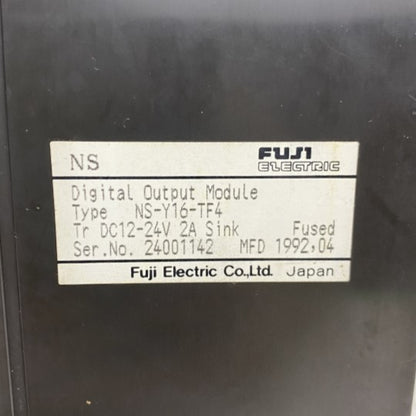 NS FUJI ELECTRIC
Digital Output Module
Type NS-Y16-TF4
Tr DC12-24V 2A Sink Fused
Ser.No. 24001142 MFD 1992,04
Fuji Electric Co.,Ltd. Japan